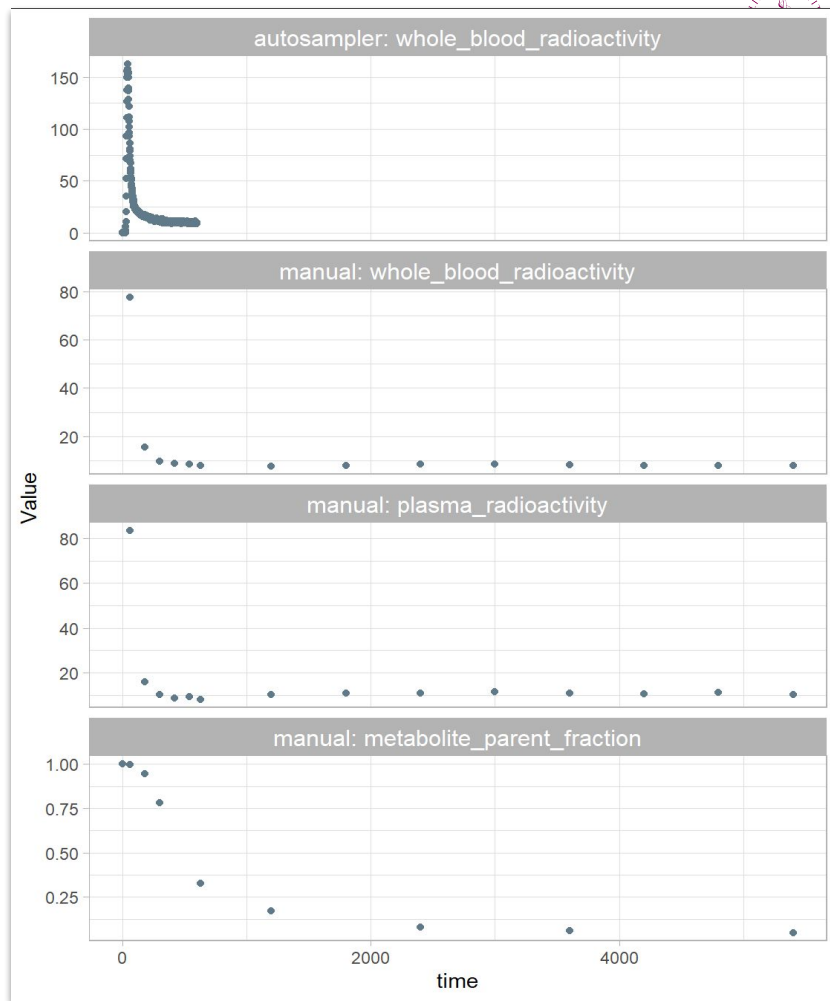 autosampler: whole_blood_radioactivity
150
100
50
0
manual: whole_blood_radioactivity
80
60
40
20
manual: plasma_radioactivity
80
60
40
20
manual: metabolite_parent_fraction
1.00
0.75
0.50
0.25
0 2000 4000
time
Value